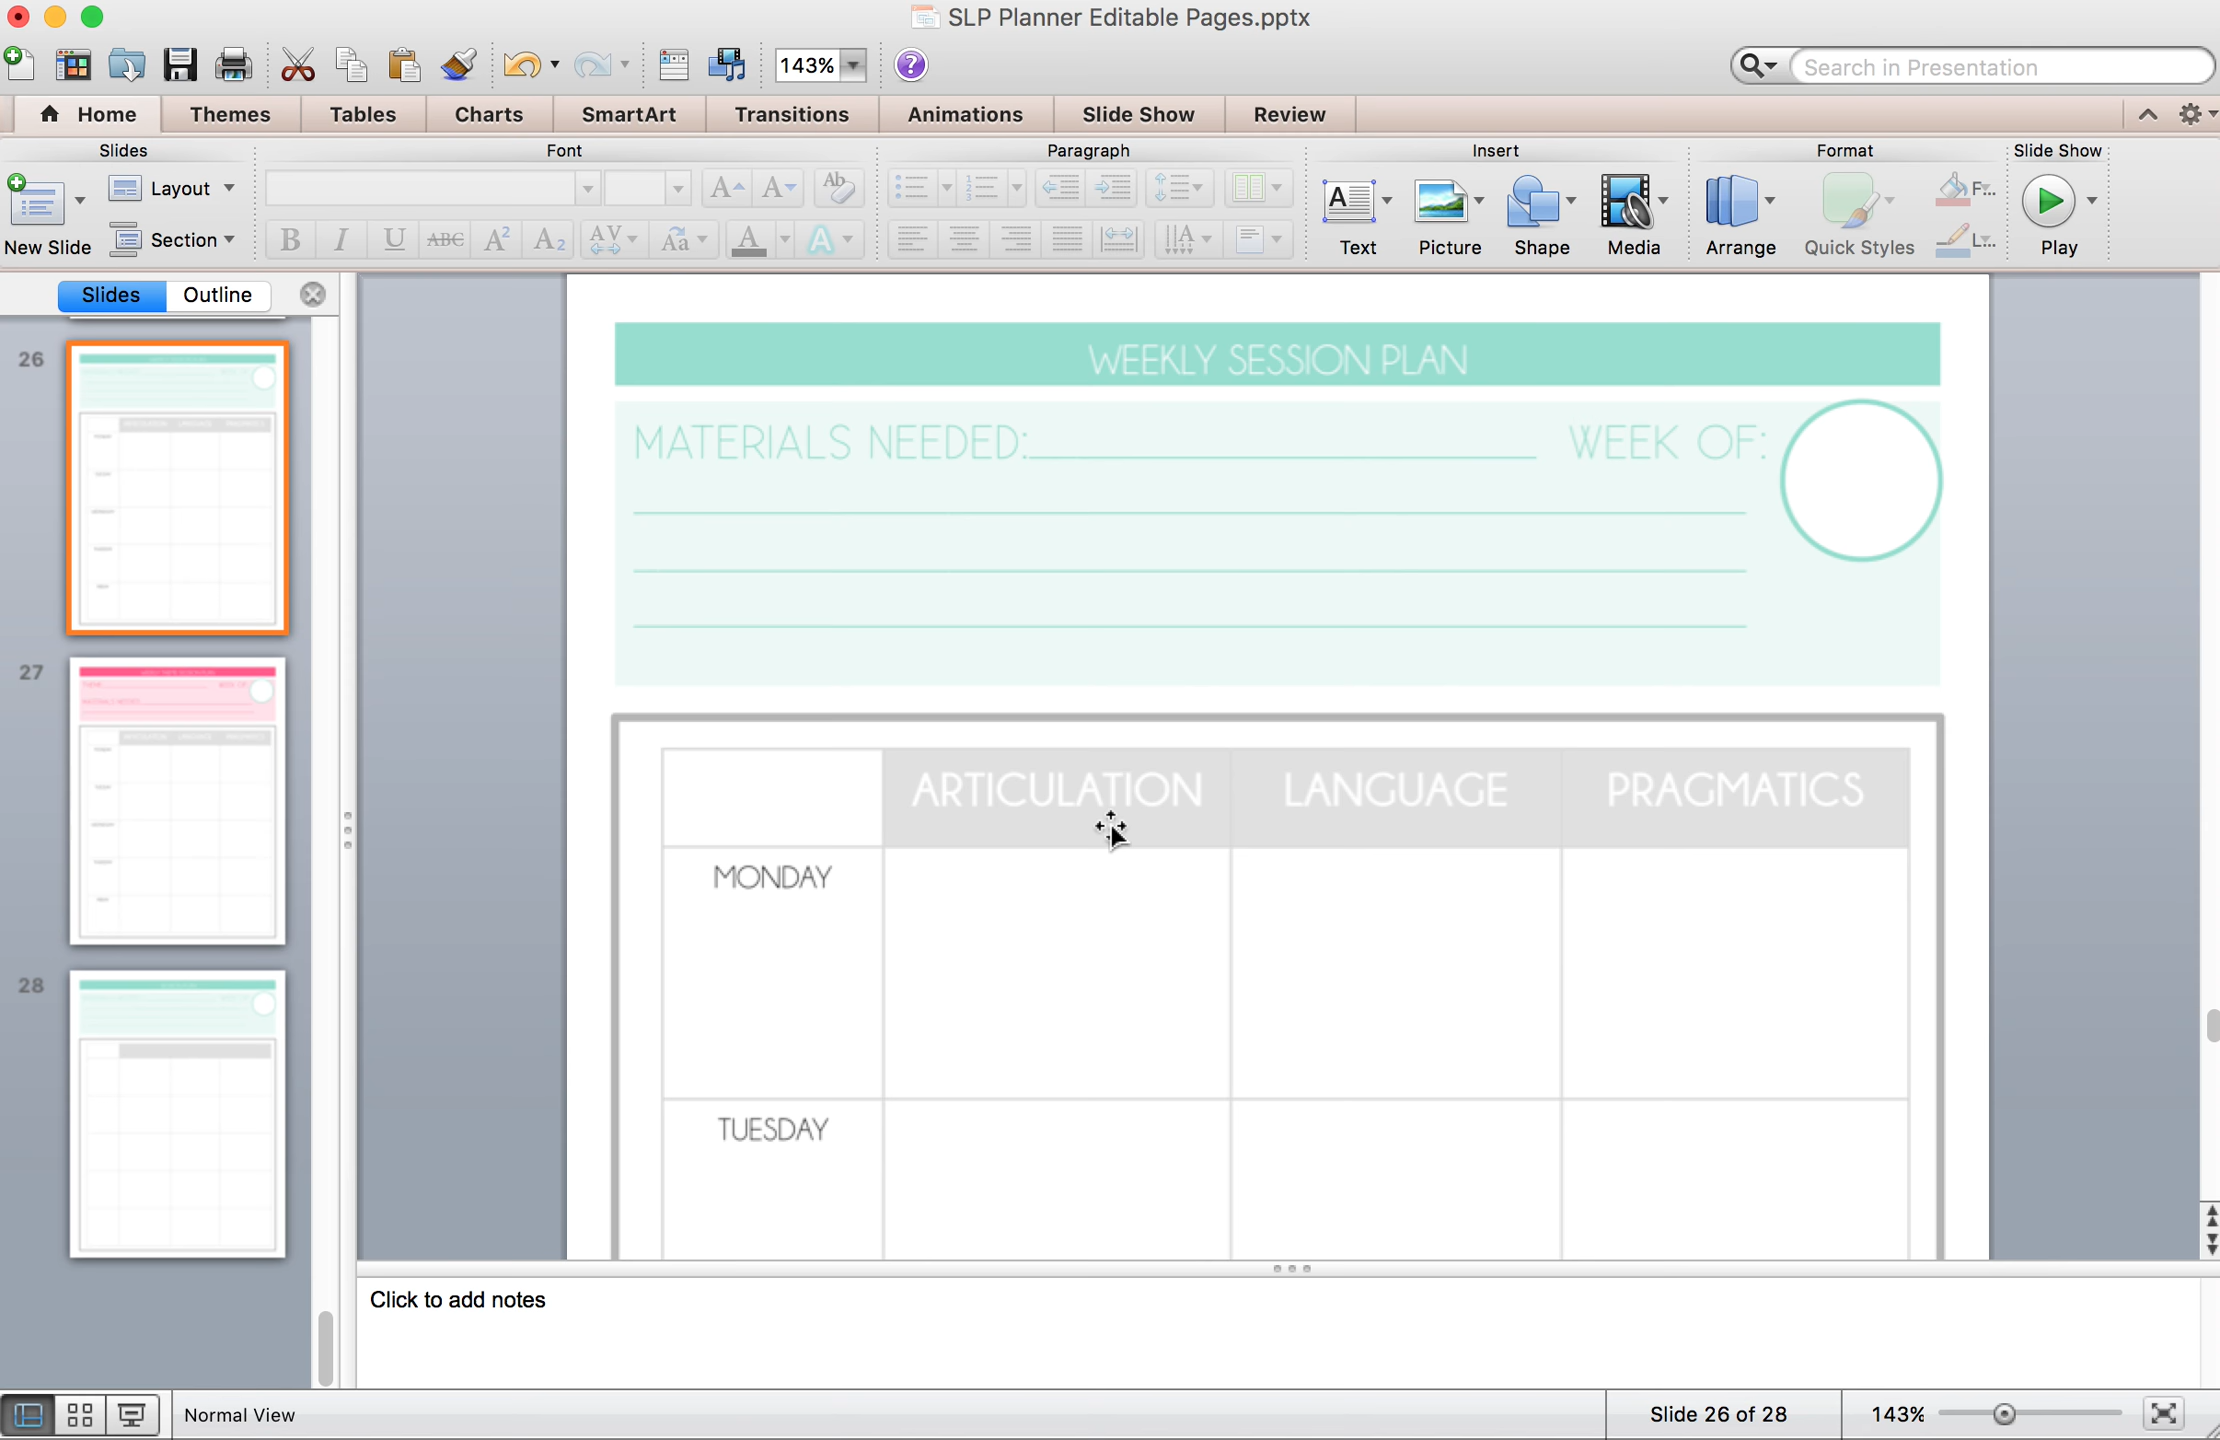 SLP Planner Editable Pages.pptx
143%
Search in Presentation
Home Themes Tables Charts SmartArt Transitions Animations Slide Show Review
Slides Font Paragraph Insert Format Slide Show
New Slide Layout Section
Text Picture Shape Media Arrange Quick Styles F... L... Play
Slides Outline
26
27
28
WEEKLY SESSION PLAN
MATERIALS NEEDED: WEEK OF:
ARTICULATION LANGUAGE PRAGMATICS
MONDAY
TUESDAY
Click to add notes
Normal View Slide 26 of 28 143%